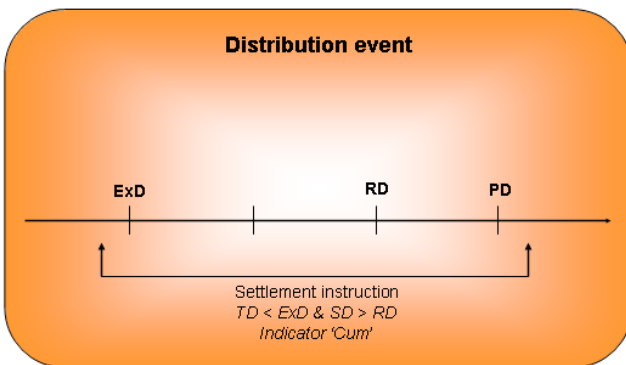 Distribution event
ExD RD PD
Settlement instruction
TD < ExD & SD > RD
Indicator 'Cum'